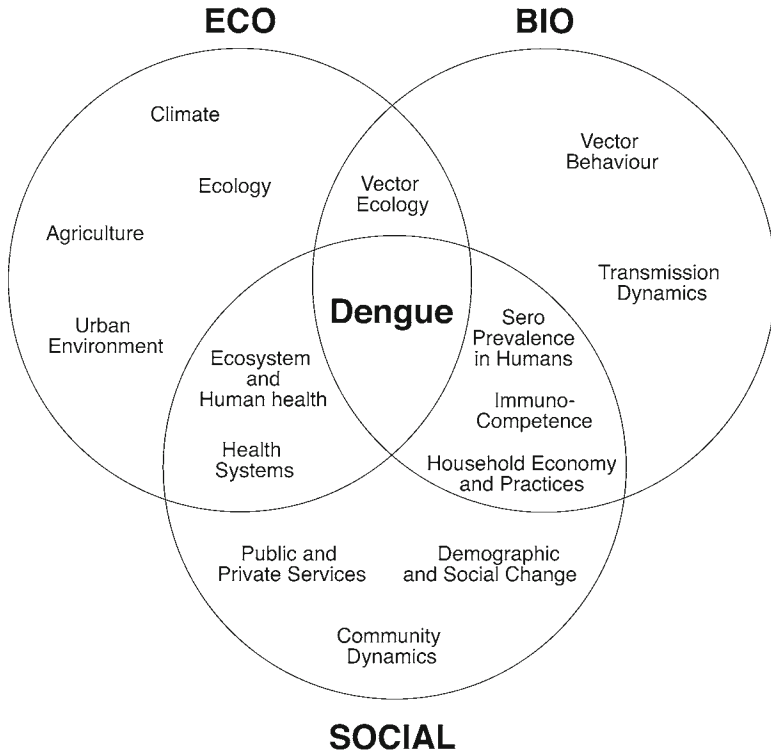 ECO
BIO
Climate
Ecology
Agriculture
Urban
Environment
Vector
Ecology
Vector
Behaviour
Transmission
Dynamics
Dengue
Sero
Prevalence
in Humans
Immuno-
Competence
Household Economy
and Practices
Ecosystem
and
Human health
Health
Systems
Public and
Private Services
Demographic
and Social Change
Community
Dynamics
SOCIAL